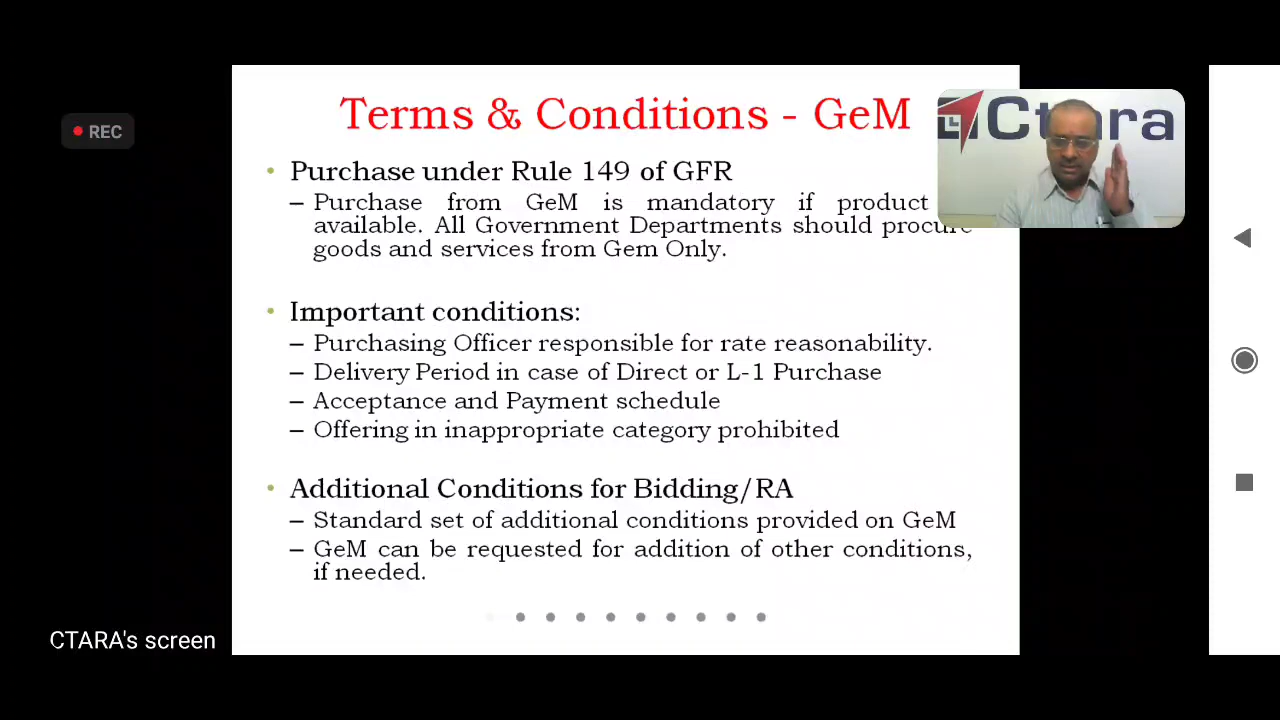 Terms & Conditions - GeM
REC
Ctara
• Purchase under Rule 149 of GFR
– Purchase from GeM is mandatory if product
available. All Government Departments should procure
goods and services from Gem Only.
• Important conditions:
– Purchasing Officer responsible for rate reasonability.
– Delivery Period in case of Direct or L-1 Purchase
– Acceptance and Payment schedule
– Offering in inappropriate category prohibited
• Additional Conditions for Bidding/RA
– Standard set of additional conditions provided on GeM
– GeM can be requested for addition of other conditions,
if needed.
CTARA's screen